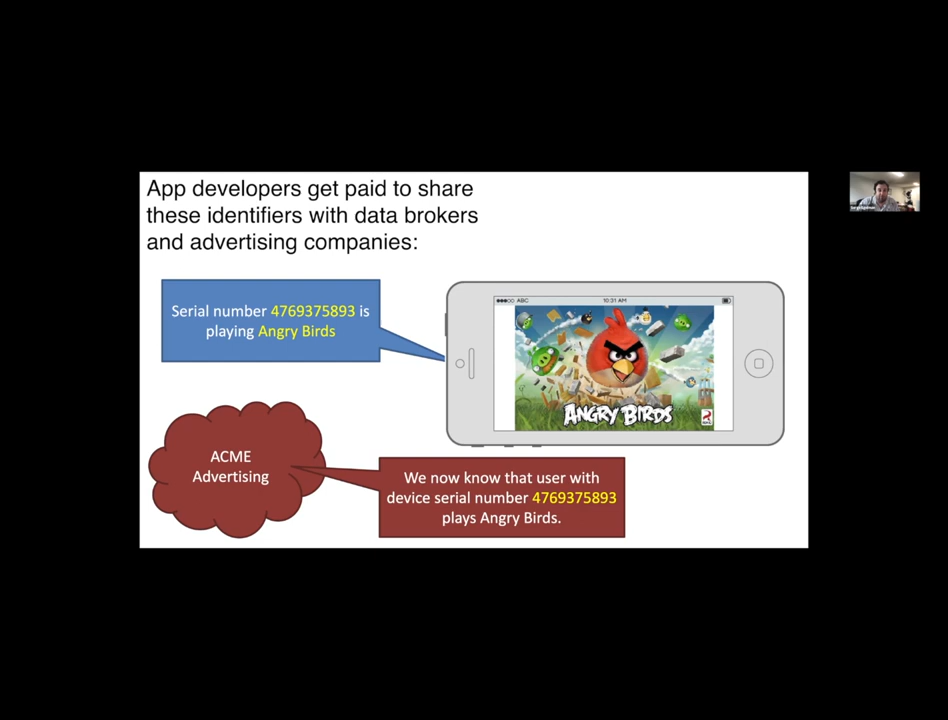 App developers get paid to share
these identifiers with data brokers
and advertising companies:
Serial number 4769375893 is
playing Angry Birds
ABC
10:31 AM
ANGRY BIRDS
ACME
Advertising
We now know that user with
device serial number 4769375893
plays Angry Birds.